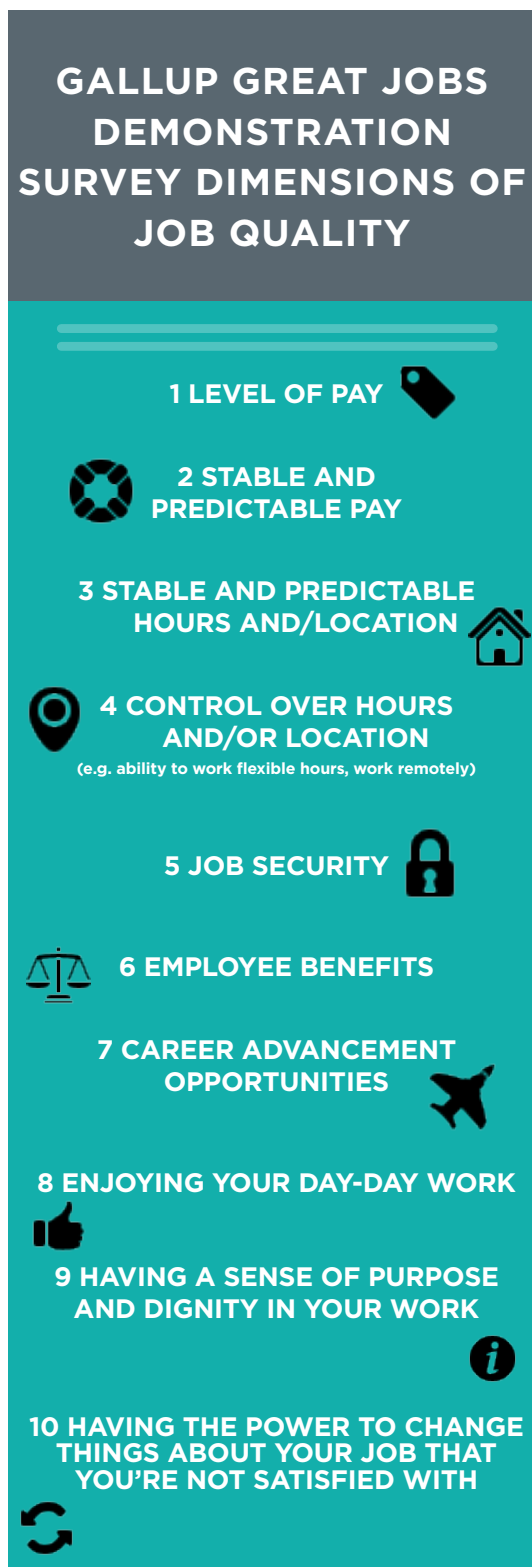 GALLUP GREAT JOBS
DEMONSTRATION
SURVEY DIMENSIONS OF
JOB QUALITY
1 LEVEL OF PAY
2 STABLE AND
PREDICTABLE PAY
3 STABLE AND PREDICTABLE
HOURS AND/LOCATION
4 CONTROL OVER HOURS
AND/OR LOCATION
(e.g. ability to work flexible hours, work remotely)
5 JOB SECURITY
6 EMPLOYEE BENEFITS
7 CAREER ADVANCEMENT
OPPORTUNITIES
8 ENJOYING YOUR DAY-DAY WORK
9 HAVING A SENSE OF PURPOSE
AND DIGNITY IN YOUR WORK
10 HAVING THE POWER TO CHANGE
THINGS ABOUT YOUR JOB THAT
YOU'RE NOT SATISFIED WITH